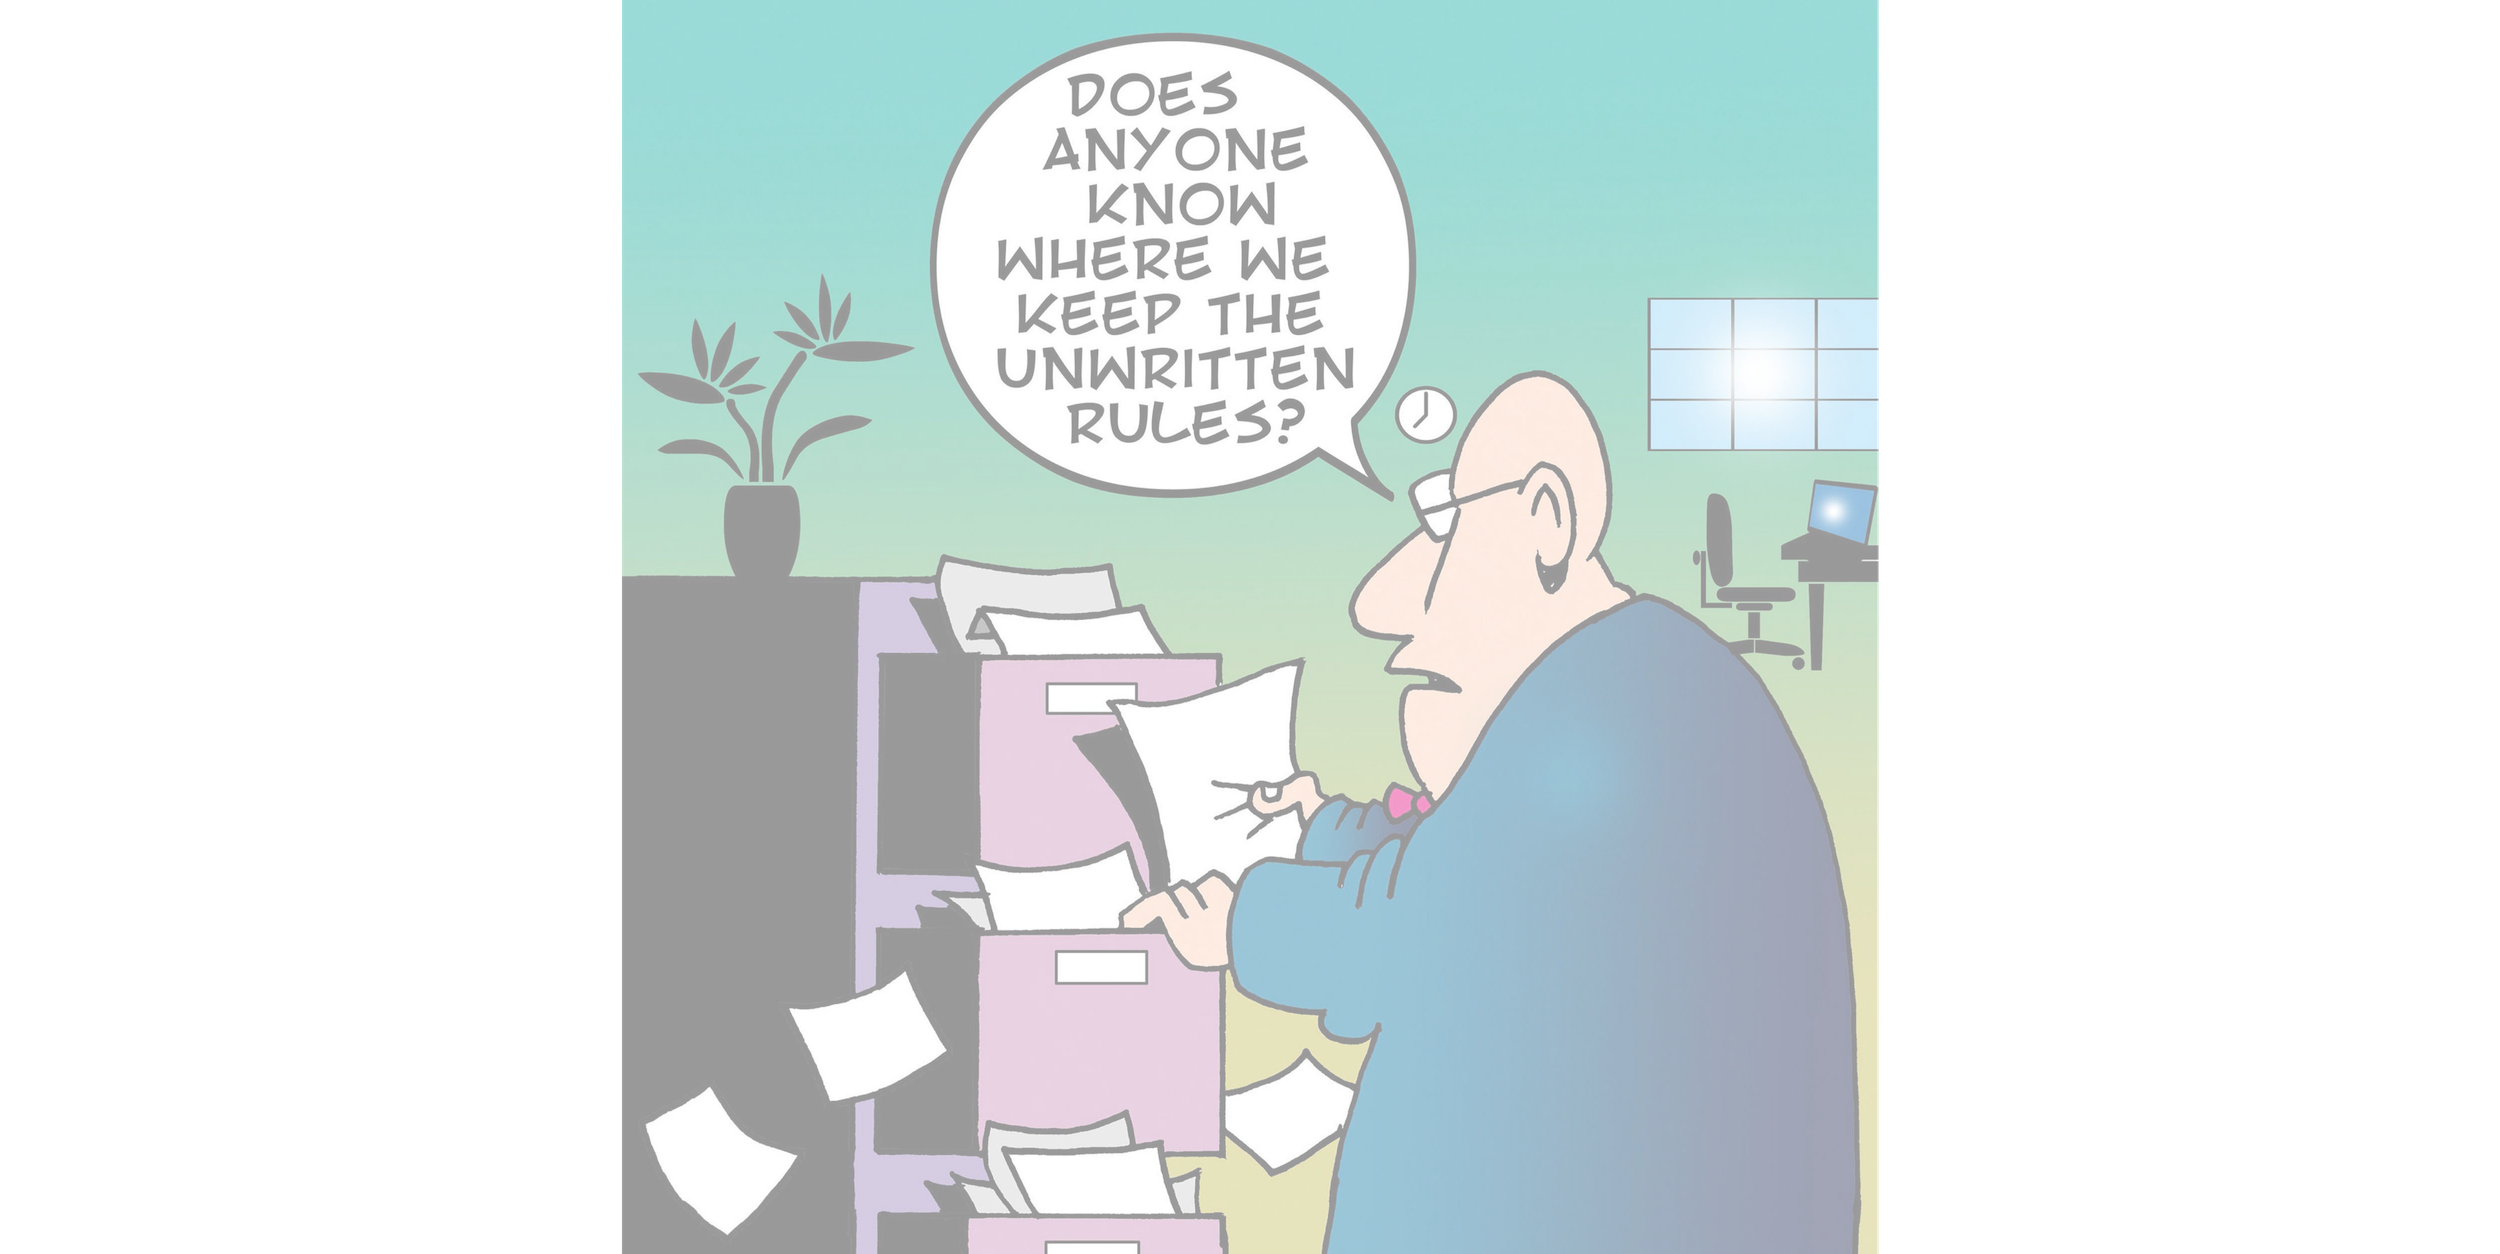 DOES
ANYONE
KNOW
WHERE WE
KEEP THE
UNWRITTEN
RULES?